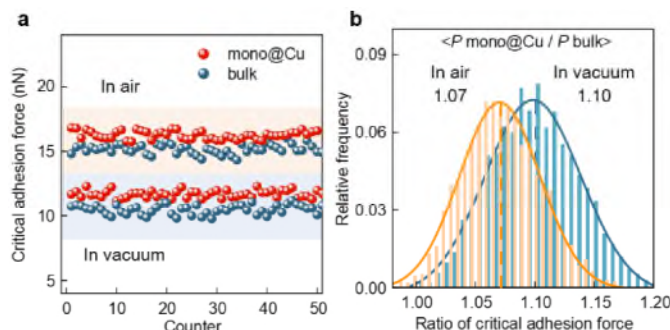 a
mono@Cu
bulk
In air
In vacuum
Critical adhesion force (nN)
20
15
10
5
0 10 20 30 40 50
Counter
b
<P mono@Cu / P bulk>
In air
1.07
In vacuum
1.10
Relative frequency
0.09
0.06
0.03
0.00
1.00 1.05 1.10 1.15 1.20
Ratio of critical adhesion force